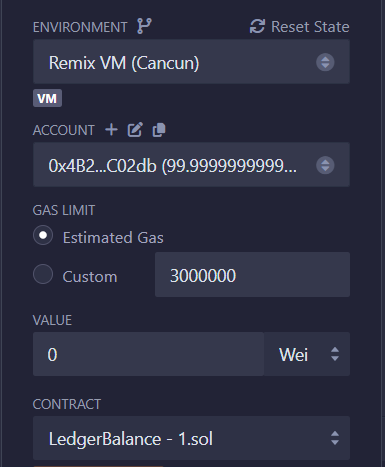 ENVIRONMENT Reset State
Remix VM (Cancun)
VM
ACCOUNT
0x4B2...C02db (99.9999999999...
GAS LIMIT
Estimated Gas
Custom 3000000
VALUE
0 Wei
CONTRACT
LedgerBalance - 1.sol